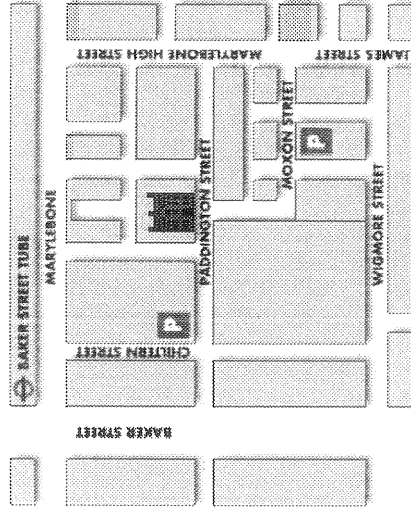 MARYLEBONE HIGH STREET
JAMES STREET
MOXON STREET
P
PADDINGTON STREET
MARYLEBONE
BAKER STREET TUBE
WIGMORE STREET
P
CHILTERN STREET
BAKER STREET